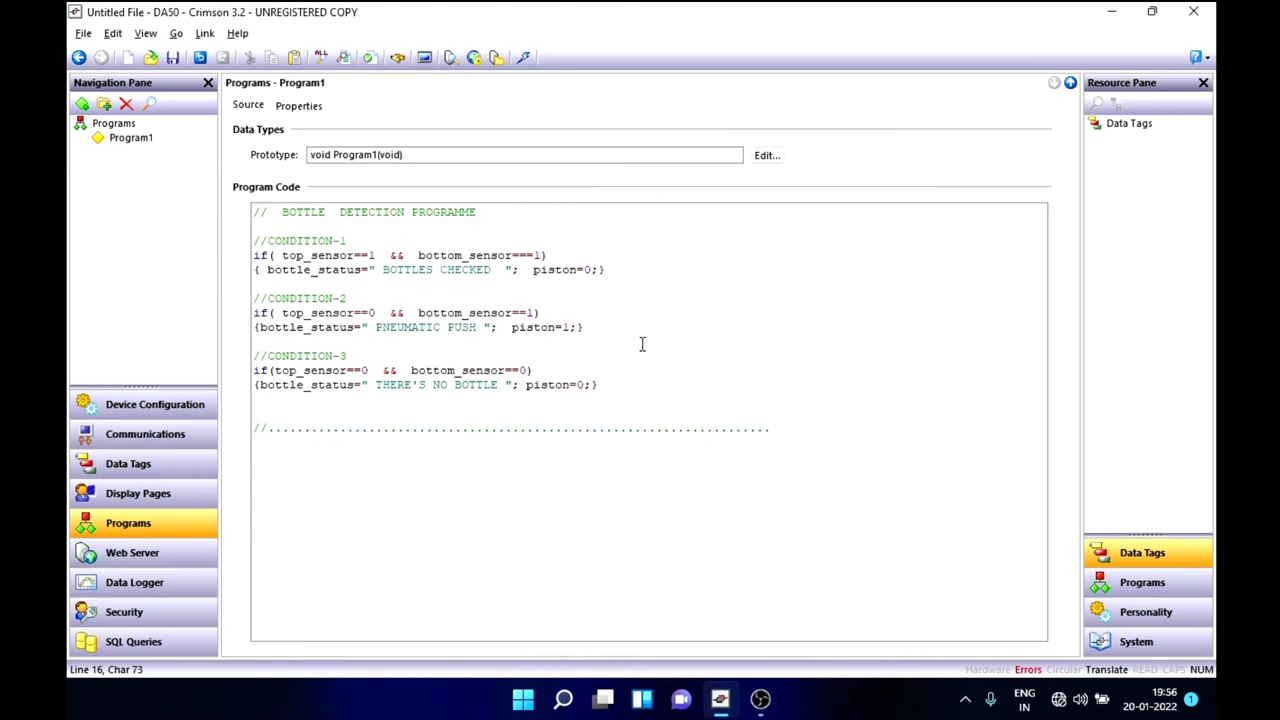 Untitled File - DA50 - Crimson 3.2 - UNREGISTERED COPY
File Edit View Go Link Help
Navigation Pane
Programs - Program1
Resource Pane
Source Properties
Programs
Program1
Data Tags
Data Types
Prototype: void Program1(void) Edit...
Program Code
// BOTTLE DETECTION PROGRAMME
//CONDITION-1
if( top_sensor==1 && bottom_sensor===1)
{ bottle_status=" BOTTLES CHECKED "; piston=0;}
//CONDITION-2
if( top_sensor==0 && bottom_sensor==1)
{bottle_status=" PNEUMATIC PUSH "; piston=1;}
//CONDITION-3
if(top_sensor==0 && bottom_sensor==0)
{bottle_status=" THERE'S NO BOTTLE "; piston=0;}
//......................................................................
Device Configuration
Communications
Data Tags
Display Pages
Programs
Web Server
Data Logger
Security
SQL Queries
Data Tags
Programs
Personality
System
Line 16, Char 73
Hardware Errors Circular Translate READ CAPS NUM
ALL
ENG
IN
19:56
20-01-2022
1